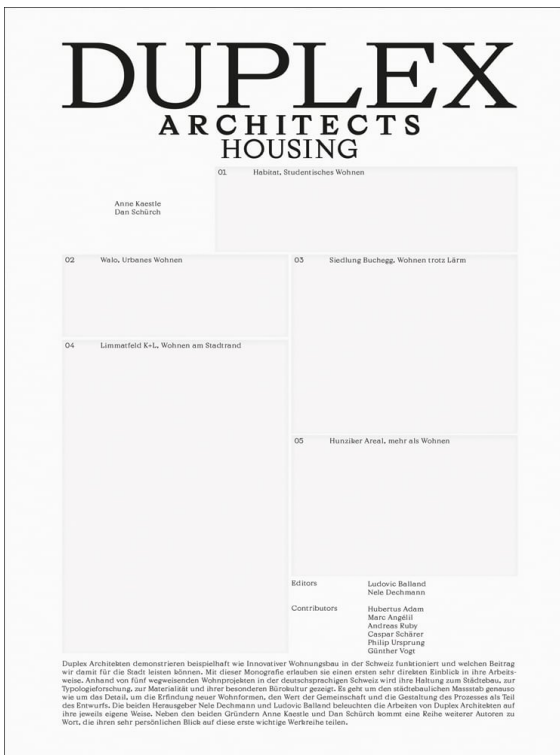 DUPLEX
ARCHITECTS
HOUSING
01 Habitat, Studentisches Wohnen
Anne Kaestle
Dan Schürch
02 Walo, Urbanes Wohnen
03 Siedlung Buchegg, Wohnen trotz Lärm
04 Limmatfeld K+L, Wohnen am Stadtrand
05 Hunziker Areal, mehr als Wohnen
Editors Ludovic Balland
Nele Dechmann
Contributors Hubertus Adam
Marc Angélil
Andreas Ruby
Caspar Schärer
Philip Ursprung
Günther Vogt
Duplex Architekten demonstrieren beispielhaft wie Innovativer Wohnungsbau in der Schweiz funktioniert und welchen Beitrag
wir damit für die Stadt leisten können. Mit dieser Monografie erlauben sie einen ersten sehr direkten Einblick in ihre Arbeits-
weise. Anhand von fünf wegweisenden Wohnprojekten in der deutschsprachigen Schweiz wird ihre Haltung zum Städtebau, zur
Typologieforschung, zur Materialität und ihrer besonderen Bürokultur gezeigt. Es geht um den städtebaulichen Massstab genauso
wie um das Detail, um die Erfindung neuer Wohnformen, den Wert der Gemeinschaft und die Gestaltung des Prozesses als Teil
des Entwurfs. Die beiden Herausgeber Nele Dechmann und Ludovic Balland beleuchten die Arbeiten von Duplex Architekten auf
ihre jeweils eigene Weise. Neben den beiden Gründern Anne Kaestle und Dan Schürch kommt eine Reihe weiterer Autoren zu
Wort, die ihren sehr persönlichen Blick auf diese erste wichtige Werkreihe teilen.